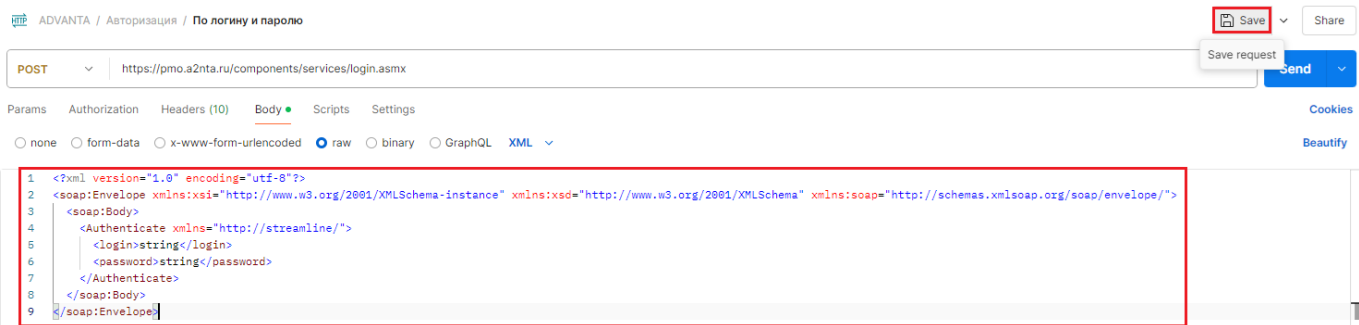 HTTP ADVANTA / Авторизация / По логину и паролю Save Share
Save request
POST https://pmo.a2nta.ru/components/services/login.asmx Send
Params Authorization Headers (10) Body Scripts Settings Cookies
none form-data x-www-form-urlencoded raw binary GraphQL XML Beautify
1 <?xml version="1.0" encoding="utf-8"?>
2 <soap:Envelope xmlns:xsi="http://www.w3.org/2001/XMLSchema-instance" xmlns:xsd="http://www.w3.org/2001/XMLSchema" xmlns:soap="http://schemas.xmlsoap.org/soap/envelope/">
3 <soap:Body>
4 <Authenticate xmlns="http://streamline/">
5 <login>string</login>
6 <password>string</password>
7 </Authenticate>
8 </soap:Body>
9 </soap:Envelope>